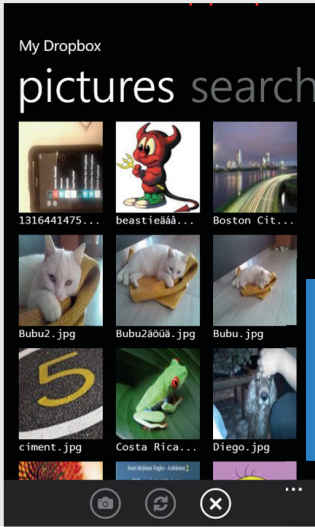 My Dropbox
pictures search
1316441475... beastieäåâ... Boston Cit...
Bubu2.jpg Bubu2äöüä.jpg Bubu.jpg
5
ciment.jpg Costa Rica... Diego.jpg